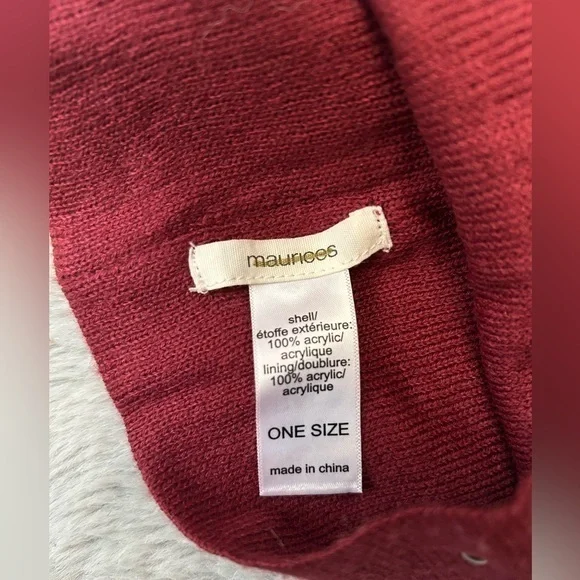 maurices
shell/
étoffe extérieure:
100% acrylic/
acrylique
lining/doublure:
100% acrylic/
acrylique
ONE SIZE
made in china